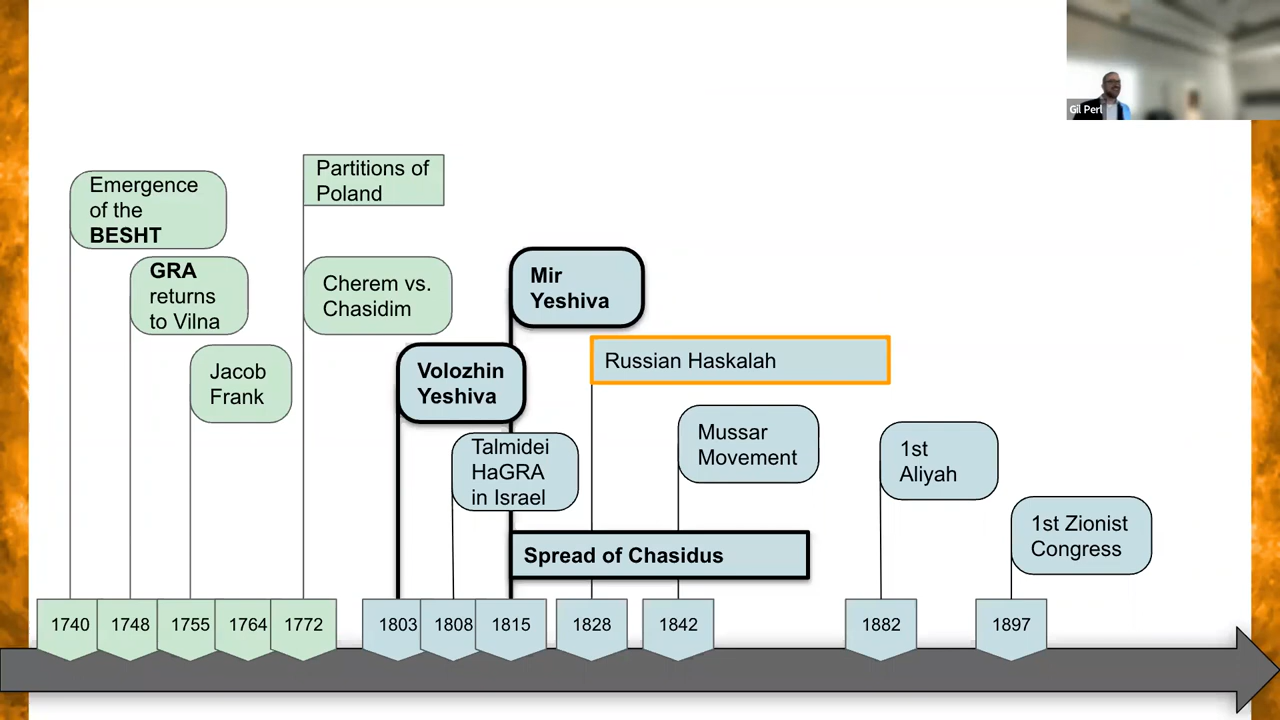 Gil Perl
Partitions of
Poland
Emergence
of the
BESHT
GRA
returns
to Vilna
Cherem vs.
Chasidim
Mir
Yeshiva
Jacob
Frank
Volozhin
Yeshiva
Russian Haskalah
Talmidei
HaGRA
in Israel
Mussar
Movement
1st
Aliyah
Spread of Chasidus
1st Zionist
Congress
1740
1748
1755
1764
1772
1803
1808
1815
1828
1842
1882
1897